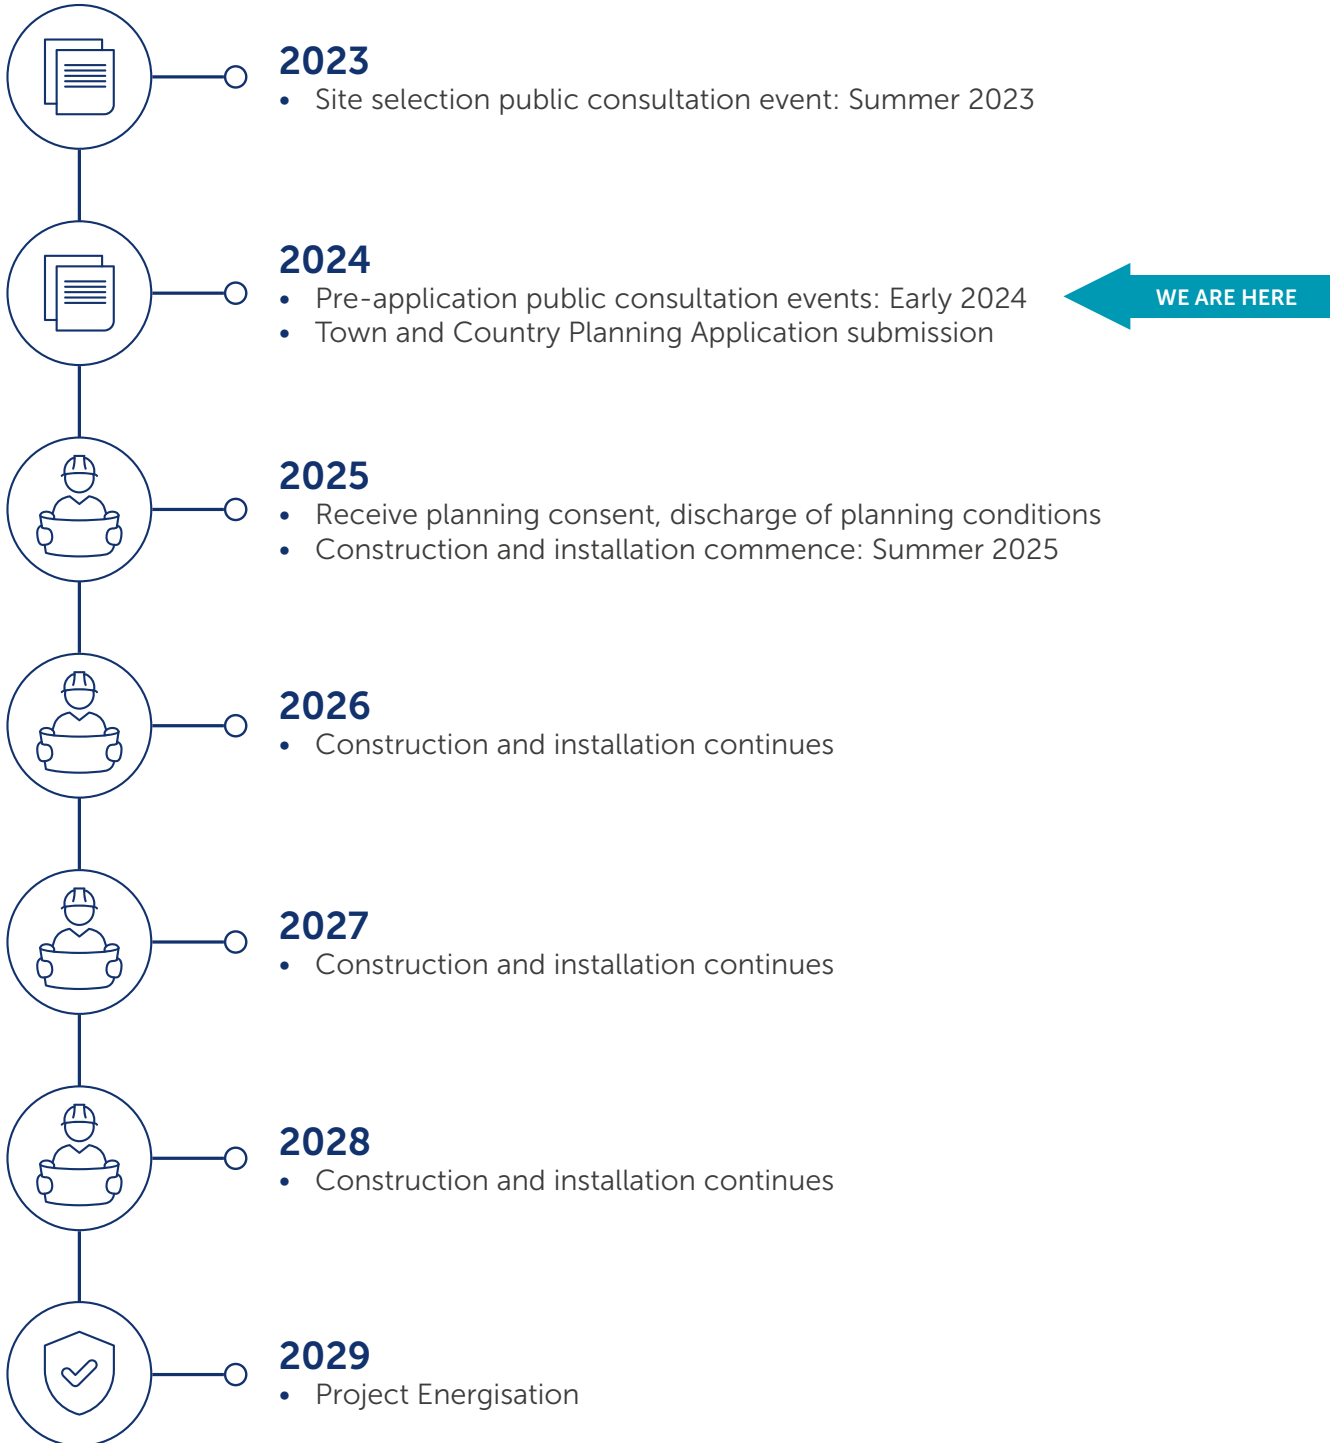 2023
• Site selection public consultation event: Summer 2023
2024
• Pre-application public consultation events: Early 2024
WE ARE HERE
• Town and Country Planning Application submission
2025
• Receive planning consent, discharge of planning conditions
• Construction and installation commence: Summer 2025
2026
• Construction and installation continues
2027
• Construction and installation continues
2028
• Construction and installation continues
2029
• Project Energisation